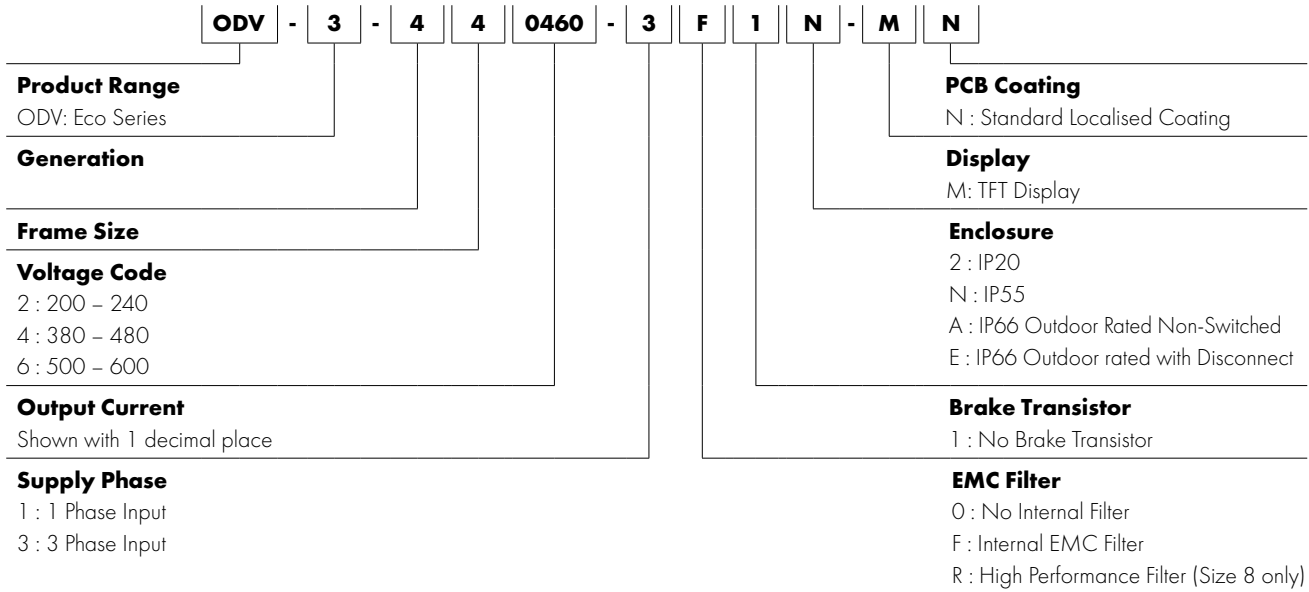 ODV - 3 - 4 4 0460 - 3 F 1 N - M N
Product Range
ODV: Eco Series
Generation
Frame Size
Voltage Code
2 : 200 – 240
4 : 380 – 480
6 : 500 – 600
Output Current
Shown with 1 decimal place
Supply Phase
1 : 1 Phase Input
3 : 3 Phase Input
PCB Coating
N : Standard Localised Coating
Display
M: TFT Display
Enclosure
2 : IP20
N : IP55
A : IP66 Outdoor Rated Non-Switched
E : IP66 Outdoor rated with Disconnect
Brake Transistor
1 : No Brake Transistor
EMC Filter
0 : No Internal Filter
F : Internal EMC Filter
R : High Performance Filter (Size 8 only)